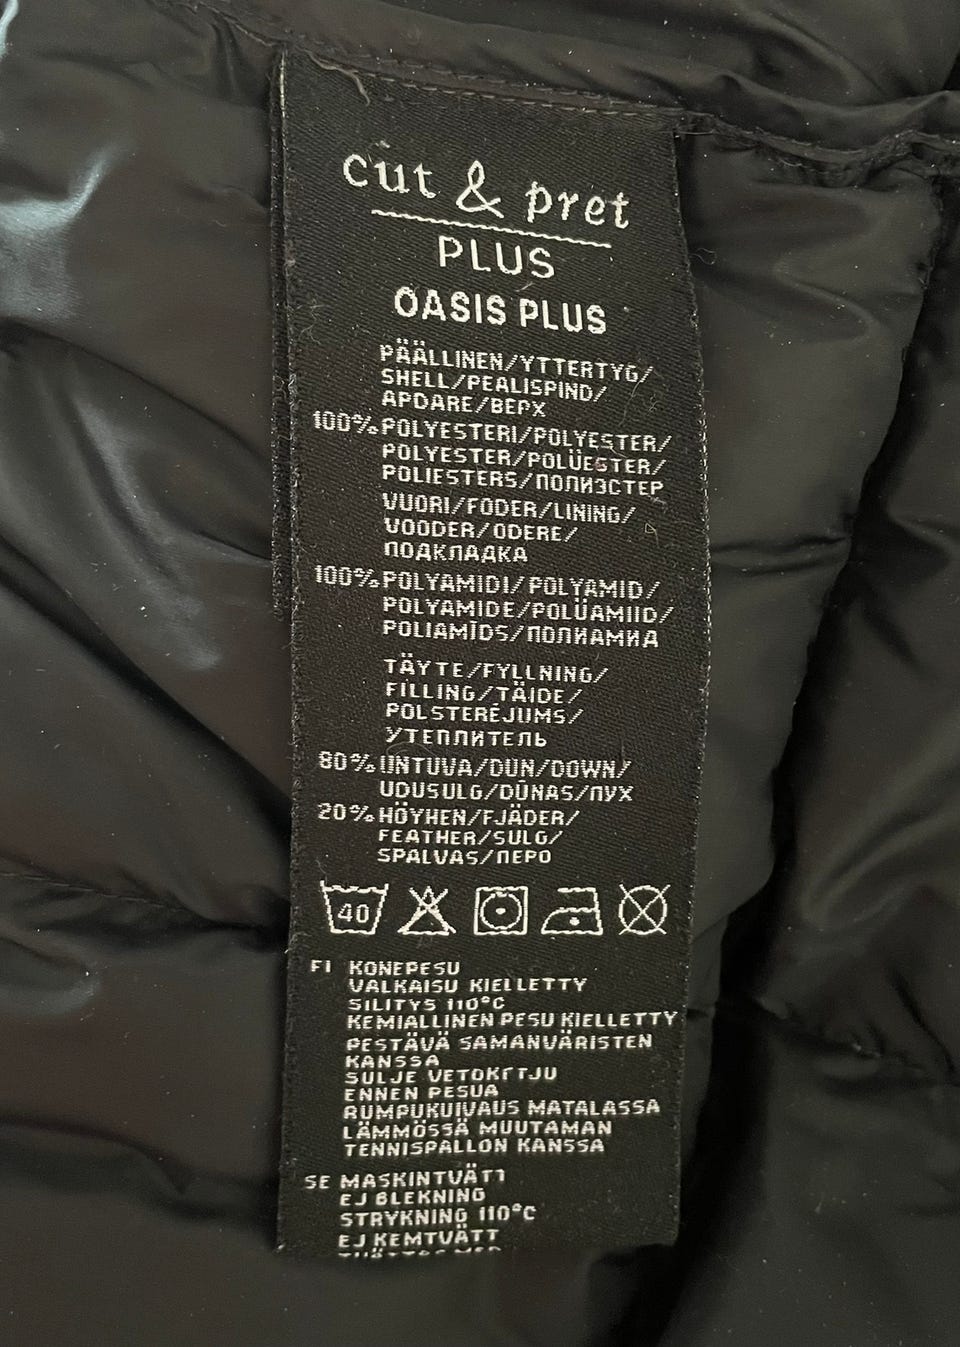 cut & pret
PLUS
OASIS PLUS
PÄÄLLINEN/YTTERTYG/
SHELL/PEALISPIND/
APDARE/ВЕРХ
100% POLYESTERI/POLYESTER/
POLYESTER/POLÜESTER/
POLIESTERS/ПОЛИЭСТЕР
VUORI/FODER/LINING/
VOODER/ODERE/
ПОДКЛАДКА
100% POLYAMIDI/POLYAMID/
POLYAMIDE/POLÜAMIID/
POLIAMĪDS/ПОЛИАМИД
TÄYTE/FYLLNING/
FILLING/TÄIDE/
POLSTERĒJUMS/
УТЕПЛИТЕЛЬ
80% UNTUVA/DUN/DOWN/
UDUSULG/DŪNAS/ПУХ
20% HÖYHEN/FJÄDER/
FEATHER/SULG/
SPALVAS/ПЕРО
40
FI KONEPESU
VALKAISU KIELLETTY
SILITYS 110°C
KEMIALLINEN PESU KIELLETTY
PESTÄVÄ SAMANVÄRISTEN
KANSSA
SULJE VETOKETJU
ENNEN PESUA
RUMPUKUIVAUS MATALASSA
LÄMMÖSSÄ MUUTAMAN
TENNISPALLON KANSSA
SE MASKINTVÄTT
EJ BLEKNING
STRYKNING 110°C
EJ KEMTVÄTT